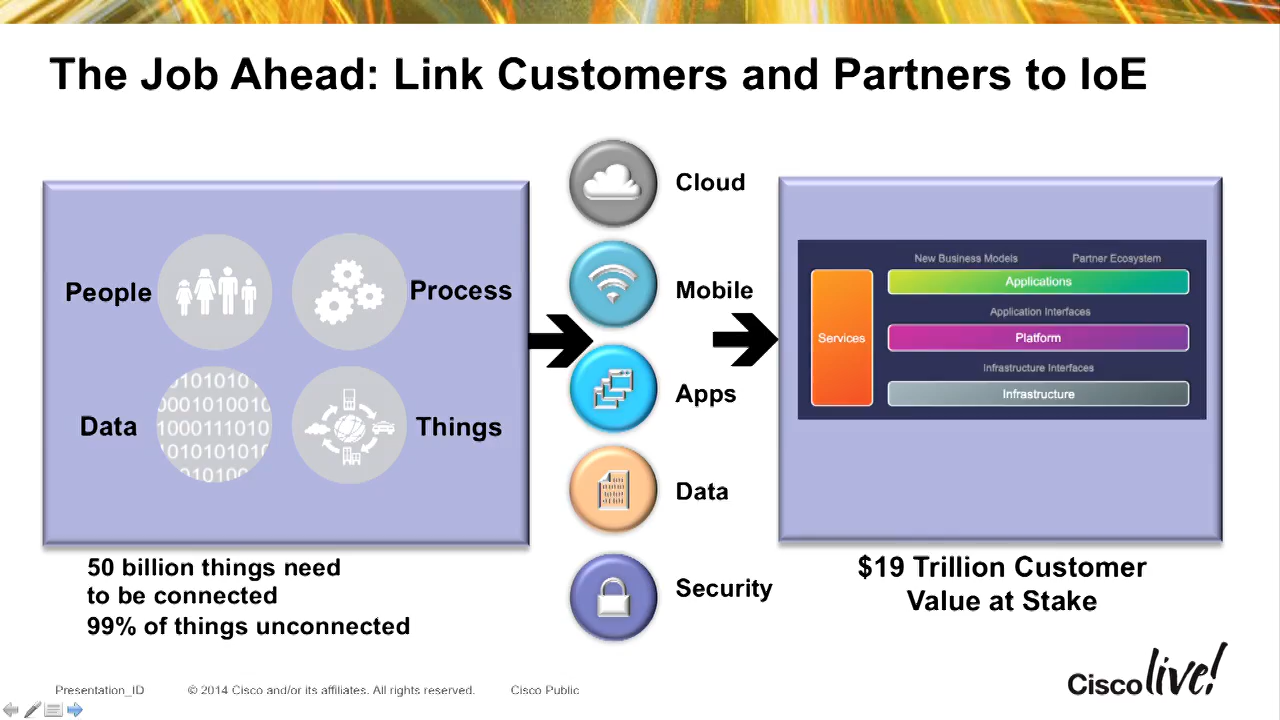 The Job Ahead: Link Customers and Partners to IoE
People
Process
Data
Things
50 billion things need
to be connected
99% of things unconnected
Cloud
Mobile
Apps
Data
Security
New Business Models
Partner Ecosystem
Services
Applications
Application Interfaces
Platform
Infrastructure Interfaces
Infrastructure
$19 Trillion Customer
Value at Stake
Presentation_ID
© 2014 Cisco and/or its affiliates. All rights reserved.
Cisco Public
Cisco live!